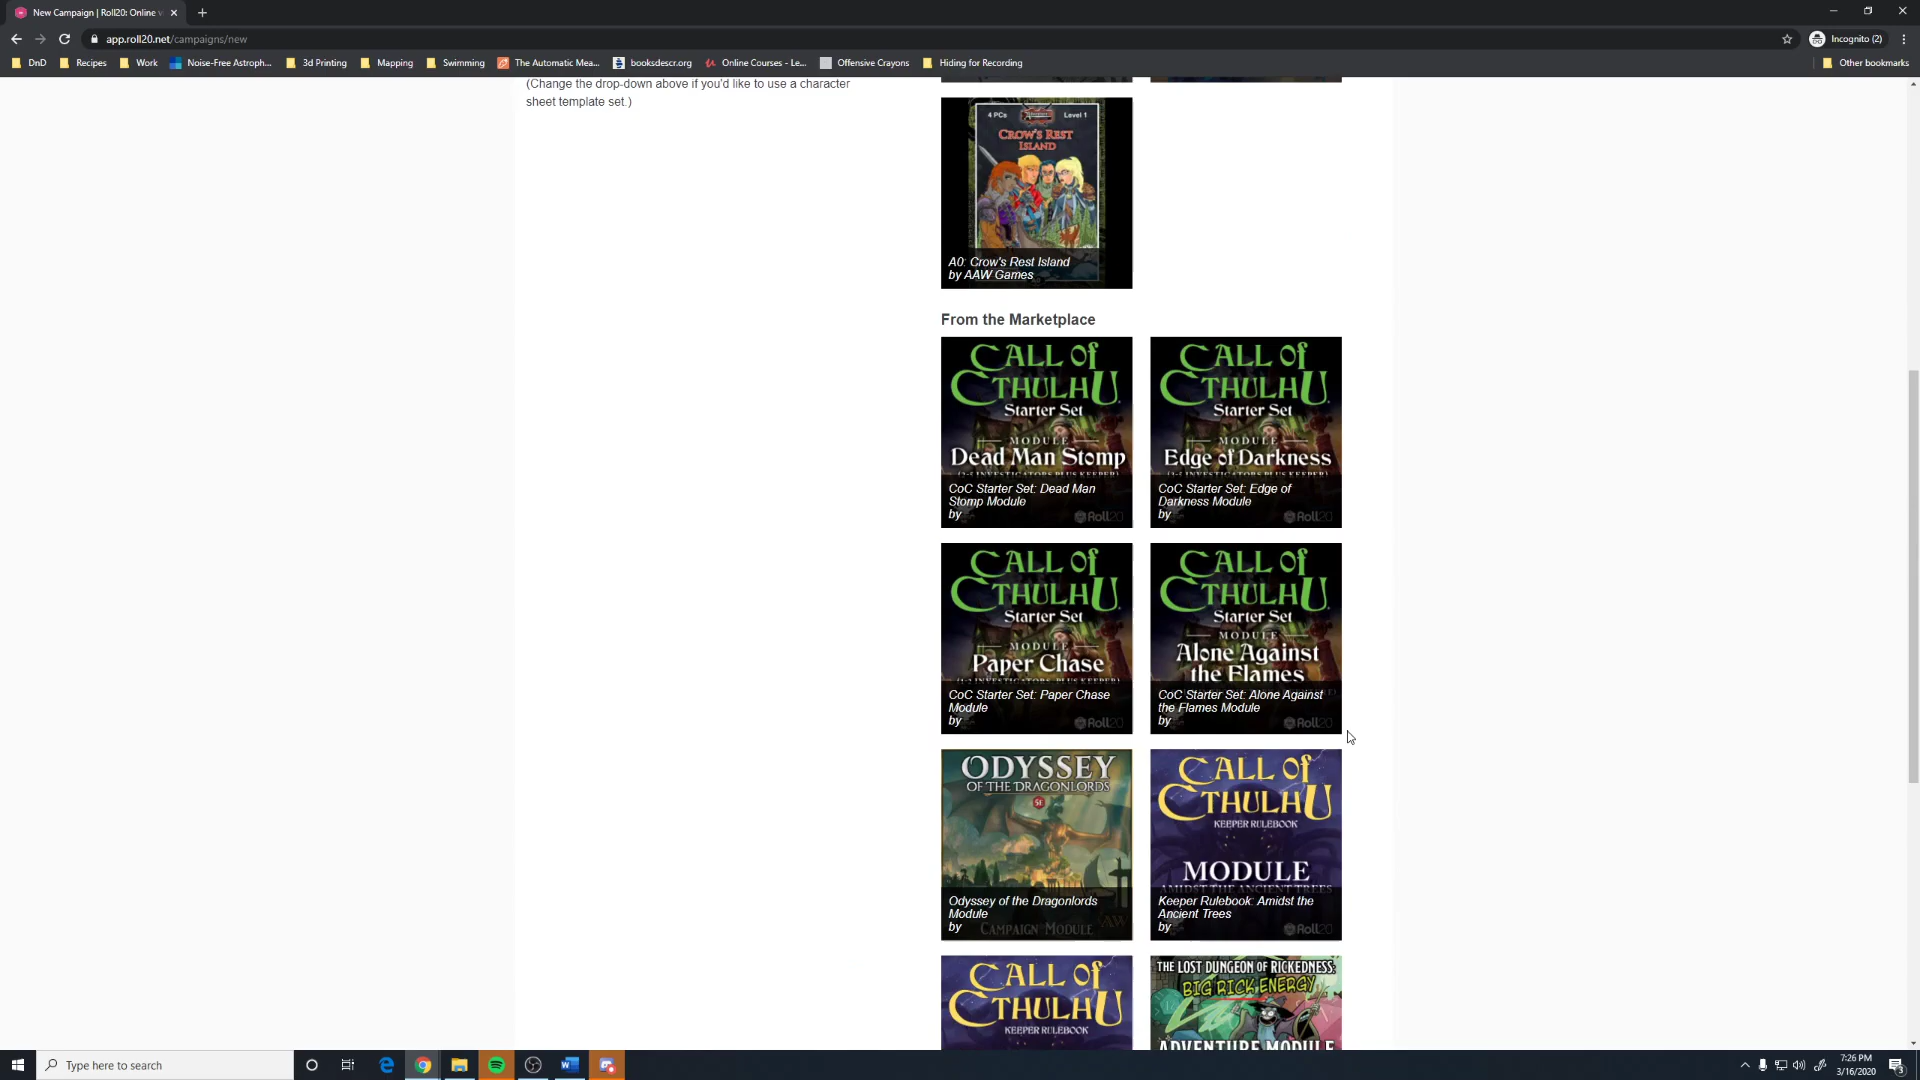 New Campaign | Roll20: Online v
app.roll20.net/campaigns/new
Incognito (2)
DnD
Recipes
Work
Noise-Free Astroph...
3d Printing
Mapping
Swimming
The Automatic Mea...
booksdescr.org
Online Courses - Le...
Offensive Crayons
Hiding for Recording
Other bookmarks
(Change the drop-down above if you'd like to use a character
sheet template set.)
4 PCs
Level 1
CROW'S REST
ISLAND
A0: Crow's Rest Island
by AAW Games
From the Marketplace
CALL of
CTHULHU
Starter Set
MODULE
Dead Man Stomp
CoC Starter Set: Dead Man
Stomp Module
by
Roll20
CALL of
CTHULHU
Starter Set
MODULE
Edge of Darkness
CoC Starter Set: Edge of
Darkness Module
by
Roll20
CALL of
CTHULHU
Starter Set
MODULE
Paper Chase
CoC Starter Set: Paper Chase
Module
by
Roll20
CALL of
CTHULHU
Starter Set
MODULE
Alone Against
the Flames
CoC Starter Set: Alone Against
the Flames Module
by
Roll20
ODYSSEY
OF THE DRAGONLORDS
5E
Odyssey of the Dragonlords
Module
by
CAMPAIGN MODULE
CALL of
CTHULHU
KEEPER RULEBOOK
MODULE
AMIDST THE ANCIENT TREES
Keeper Rulebook: Amidst the
Ancient Trees
by
Roll20
CALL of
CTHULHU
KEEPER RULEBOOK
THE LOST DUNGEON OF RICKEDNESS:
BIG RICK ENERGY
ADVENTURE MODULE
Type here to search
7:26 PM
3/16/2020
3